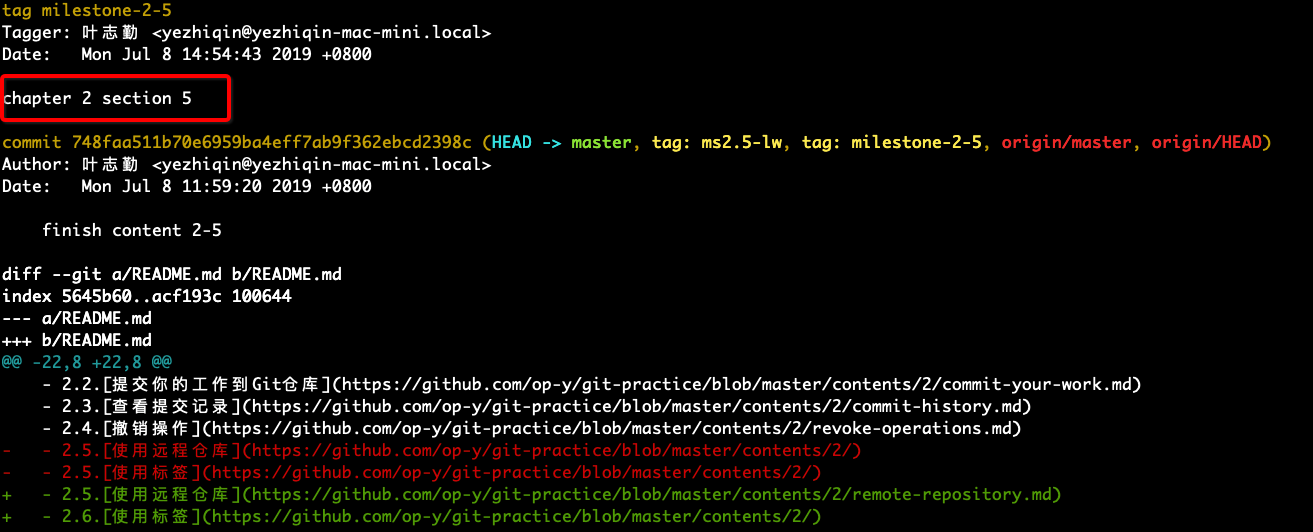 tag milestone-2-5
Tagger: 叶志勤 <yezhiqin@yezhiqin-mac-mini.local>
Date:   Mon Jul 8 14:54:43 2019 +0800
chapter 2 section 5
commit 748faa511b70e6959ba4eff7ab9f362ebcd2398c (HEAD -> master, tag: ms2.5-lw, tag: milestone-2-5, origin/master, origin/HEAD)
Author: 叶志勤 <yezhiqin@yezhiqin-mac-mini.local>
Date:   Mon Jul 8 11:59:20 2019 +0800
    finish content 2-5
diff --git a/README.md b/README.md
index 5645b60..acf193c 100644
--- a/README.md
+++ b/README.md
@@ -22,8 +22,8 @@
    - 2.2.[提交你的工作到Git仓库](https://github.com/op-y/git-practice/blob/master/contents/2/commit-your-work.md)
    - 2.3.[查看提交记录](https://github.com/op-y/git-practice/blob/master/contents/2/commit-history.md)
    - 2.4.[撤销操作](https://github.com/op-y/git-practice/blob/master/contents/2/revoke-operations.md)
-   - 2.5.[使用远程仓库](https://github.com/op-y/git-practice/blob/master/contents/2/)
-   - 2.5.[使用标签](https://github.com/op-y/git-practice/blob/master/contents/2/)
+   - 2.5.[使用远程仓库](https://github.com/op-y/git-practice/blob/master/contents/2/remote-repository.md)
+   - 2.6.[使用标签](https://github.com/op-y/git-practice/blob/master/contents/2/)